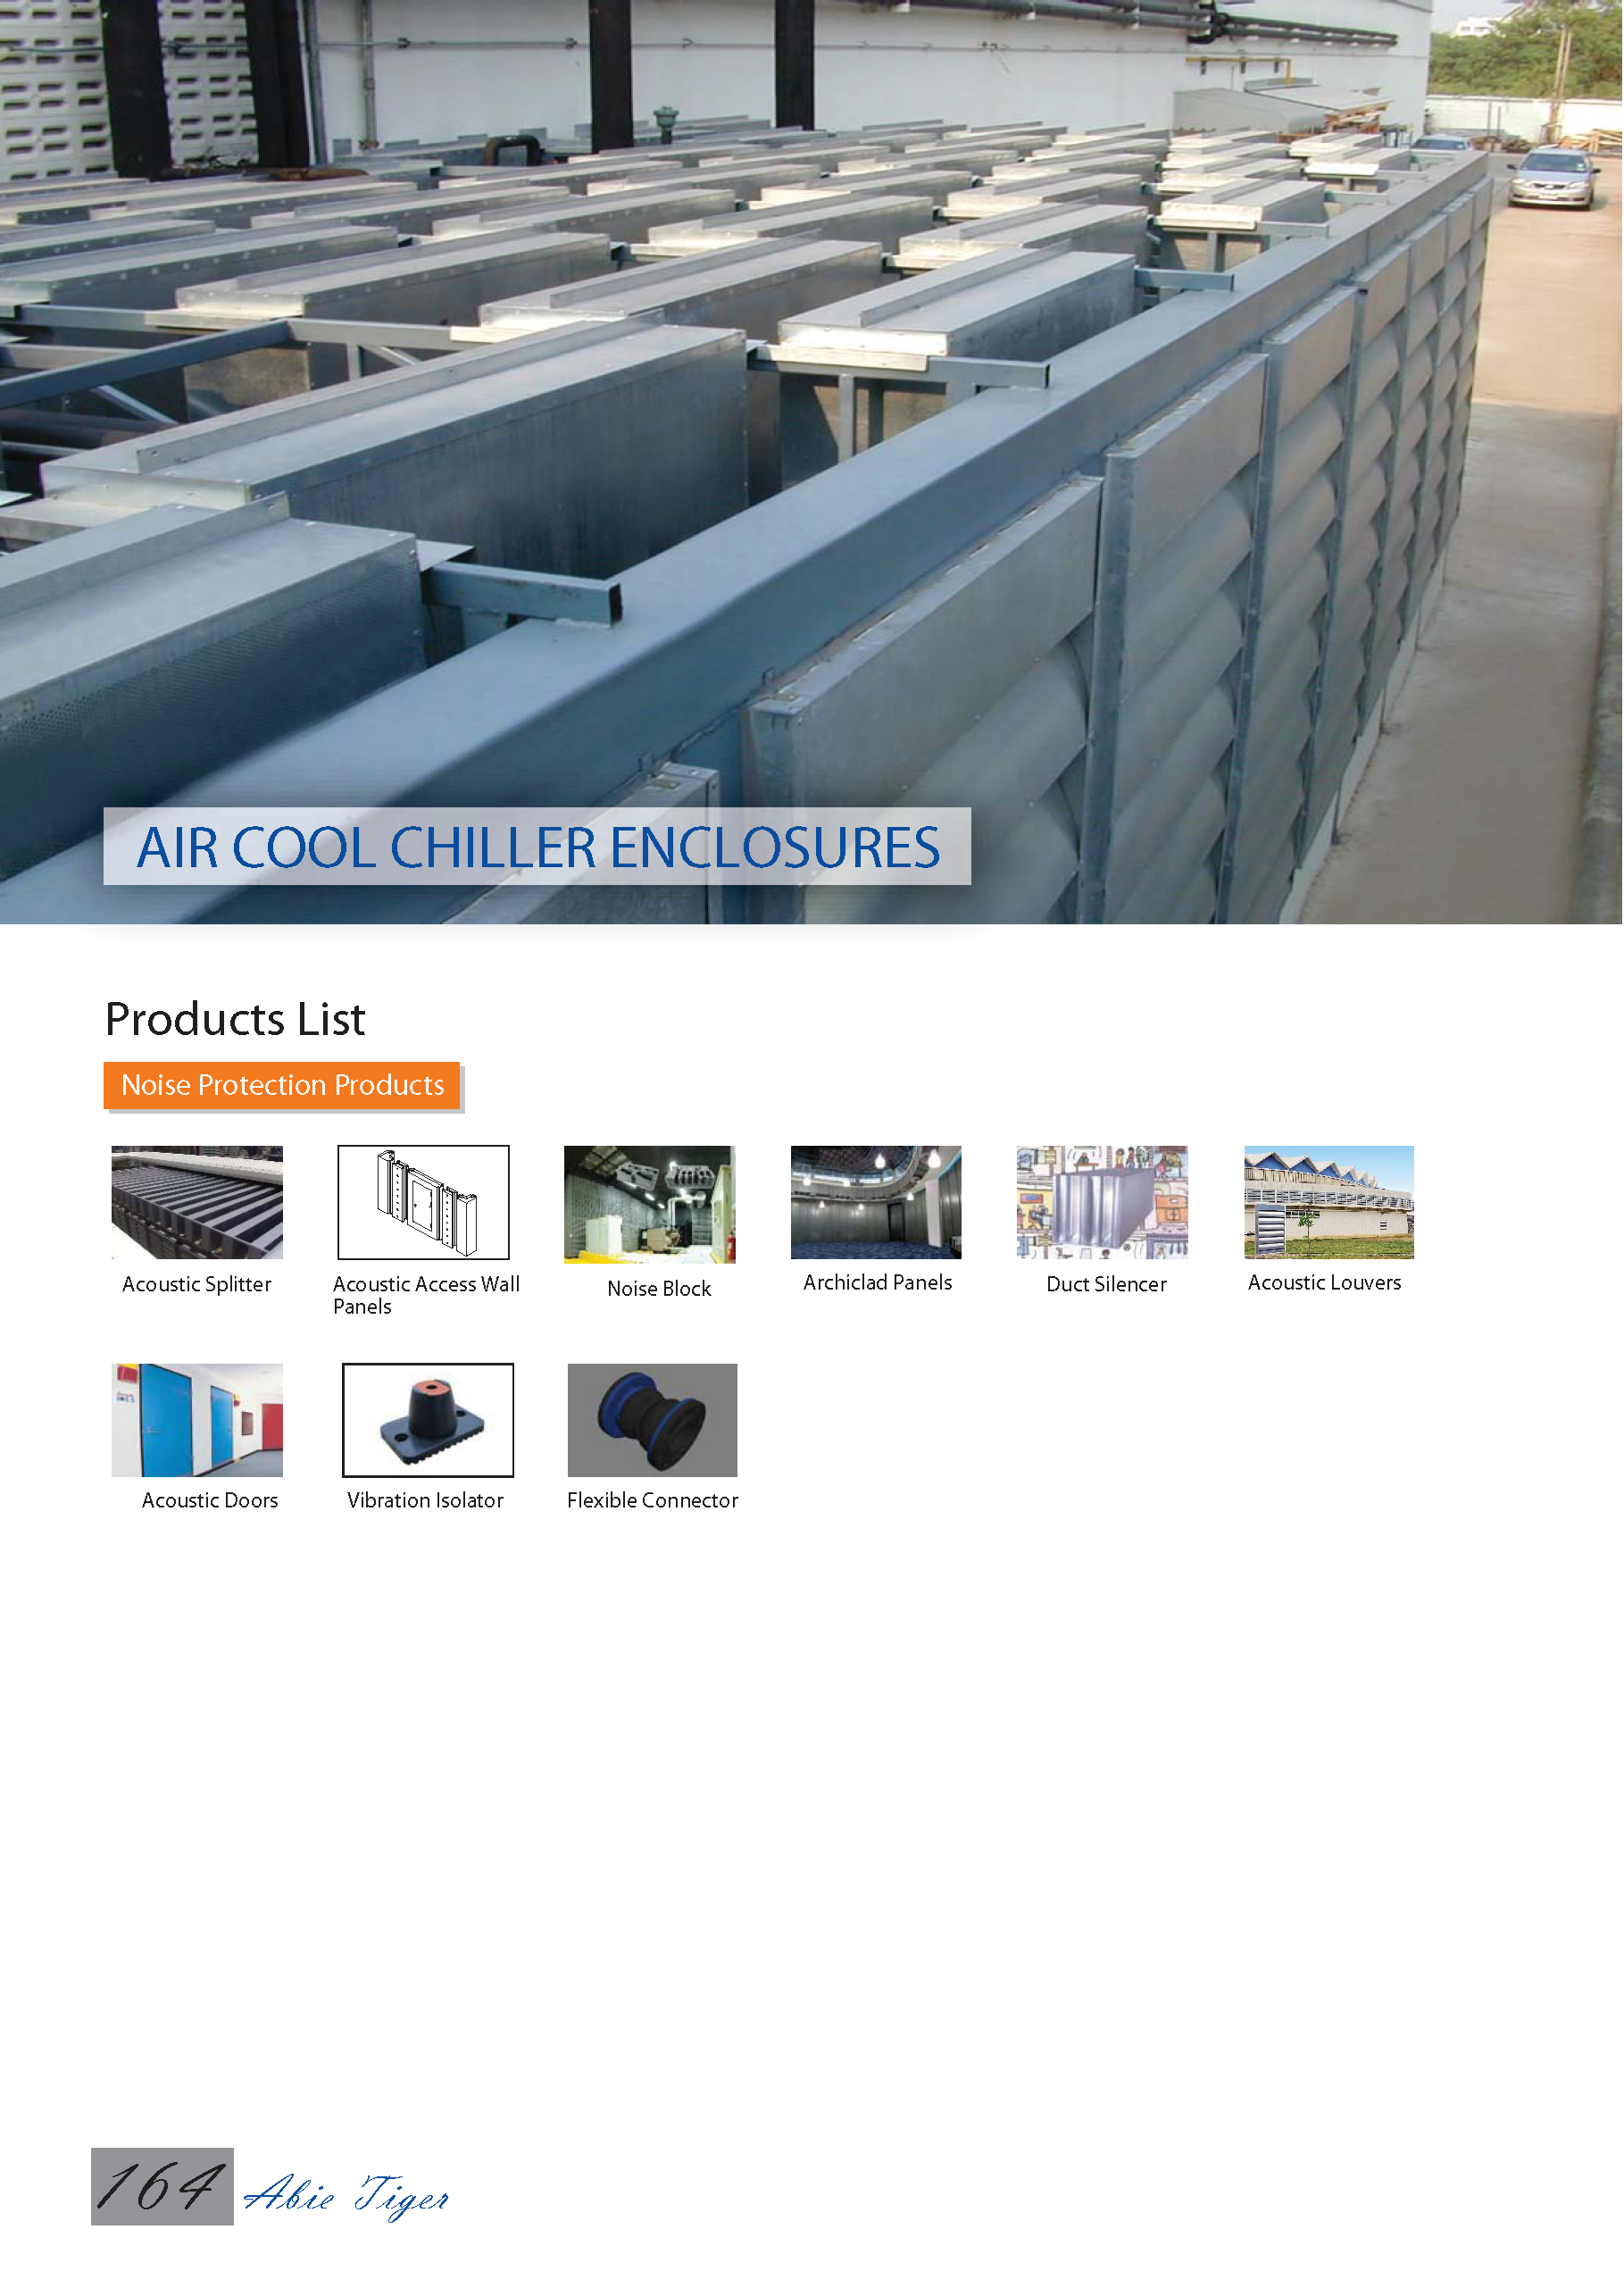 AIR COOL CHILLER ENCLOSURES
Products List
Noise Protection Products
Acoustic Splitter
Acoustic Access Wall
Panels
Noise Block
Archiclad Panels
Duct Silencer
Acoustic Louvers
Acoustic Doors
Vibration Isolator
Flexible Connector
164 Abie Tiger